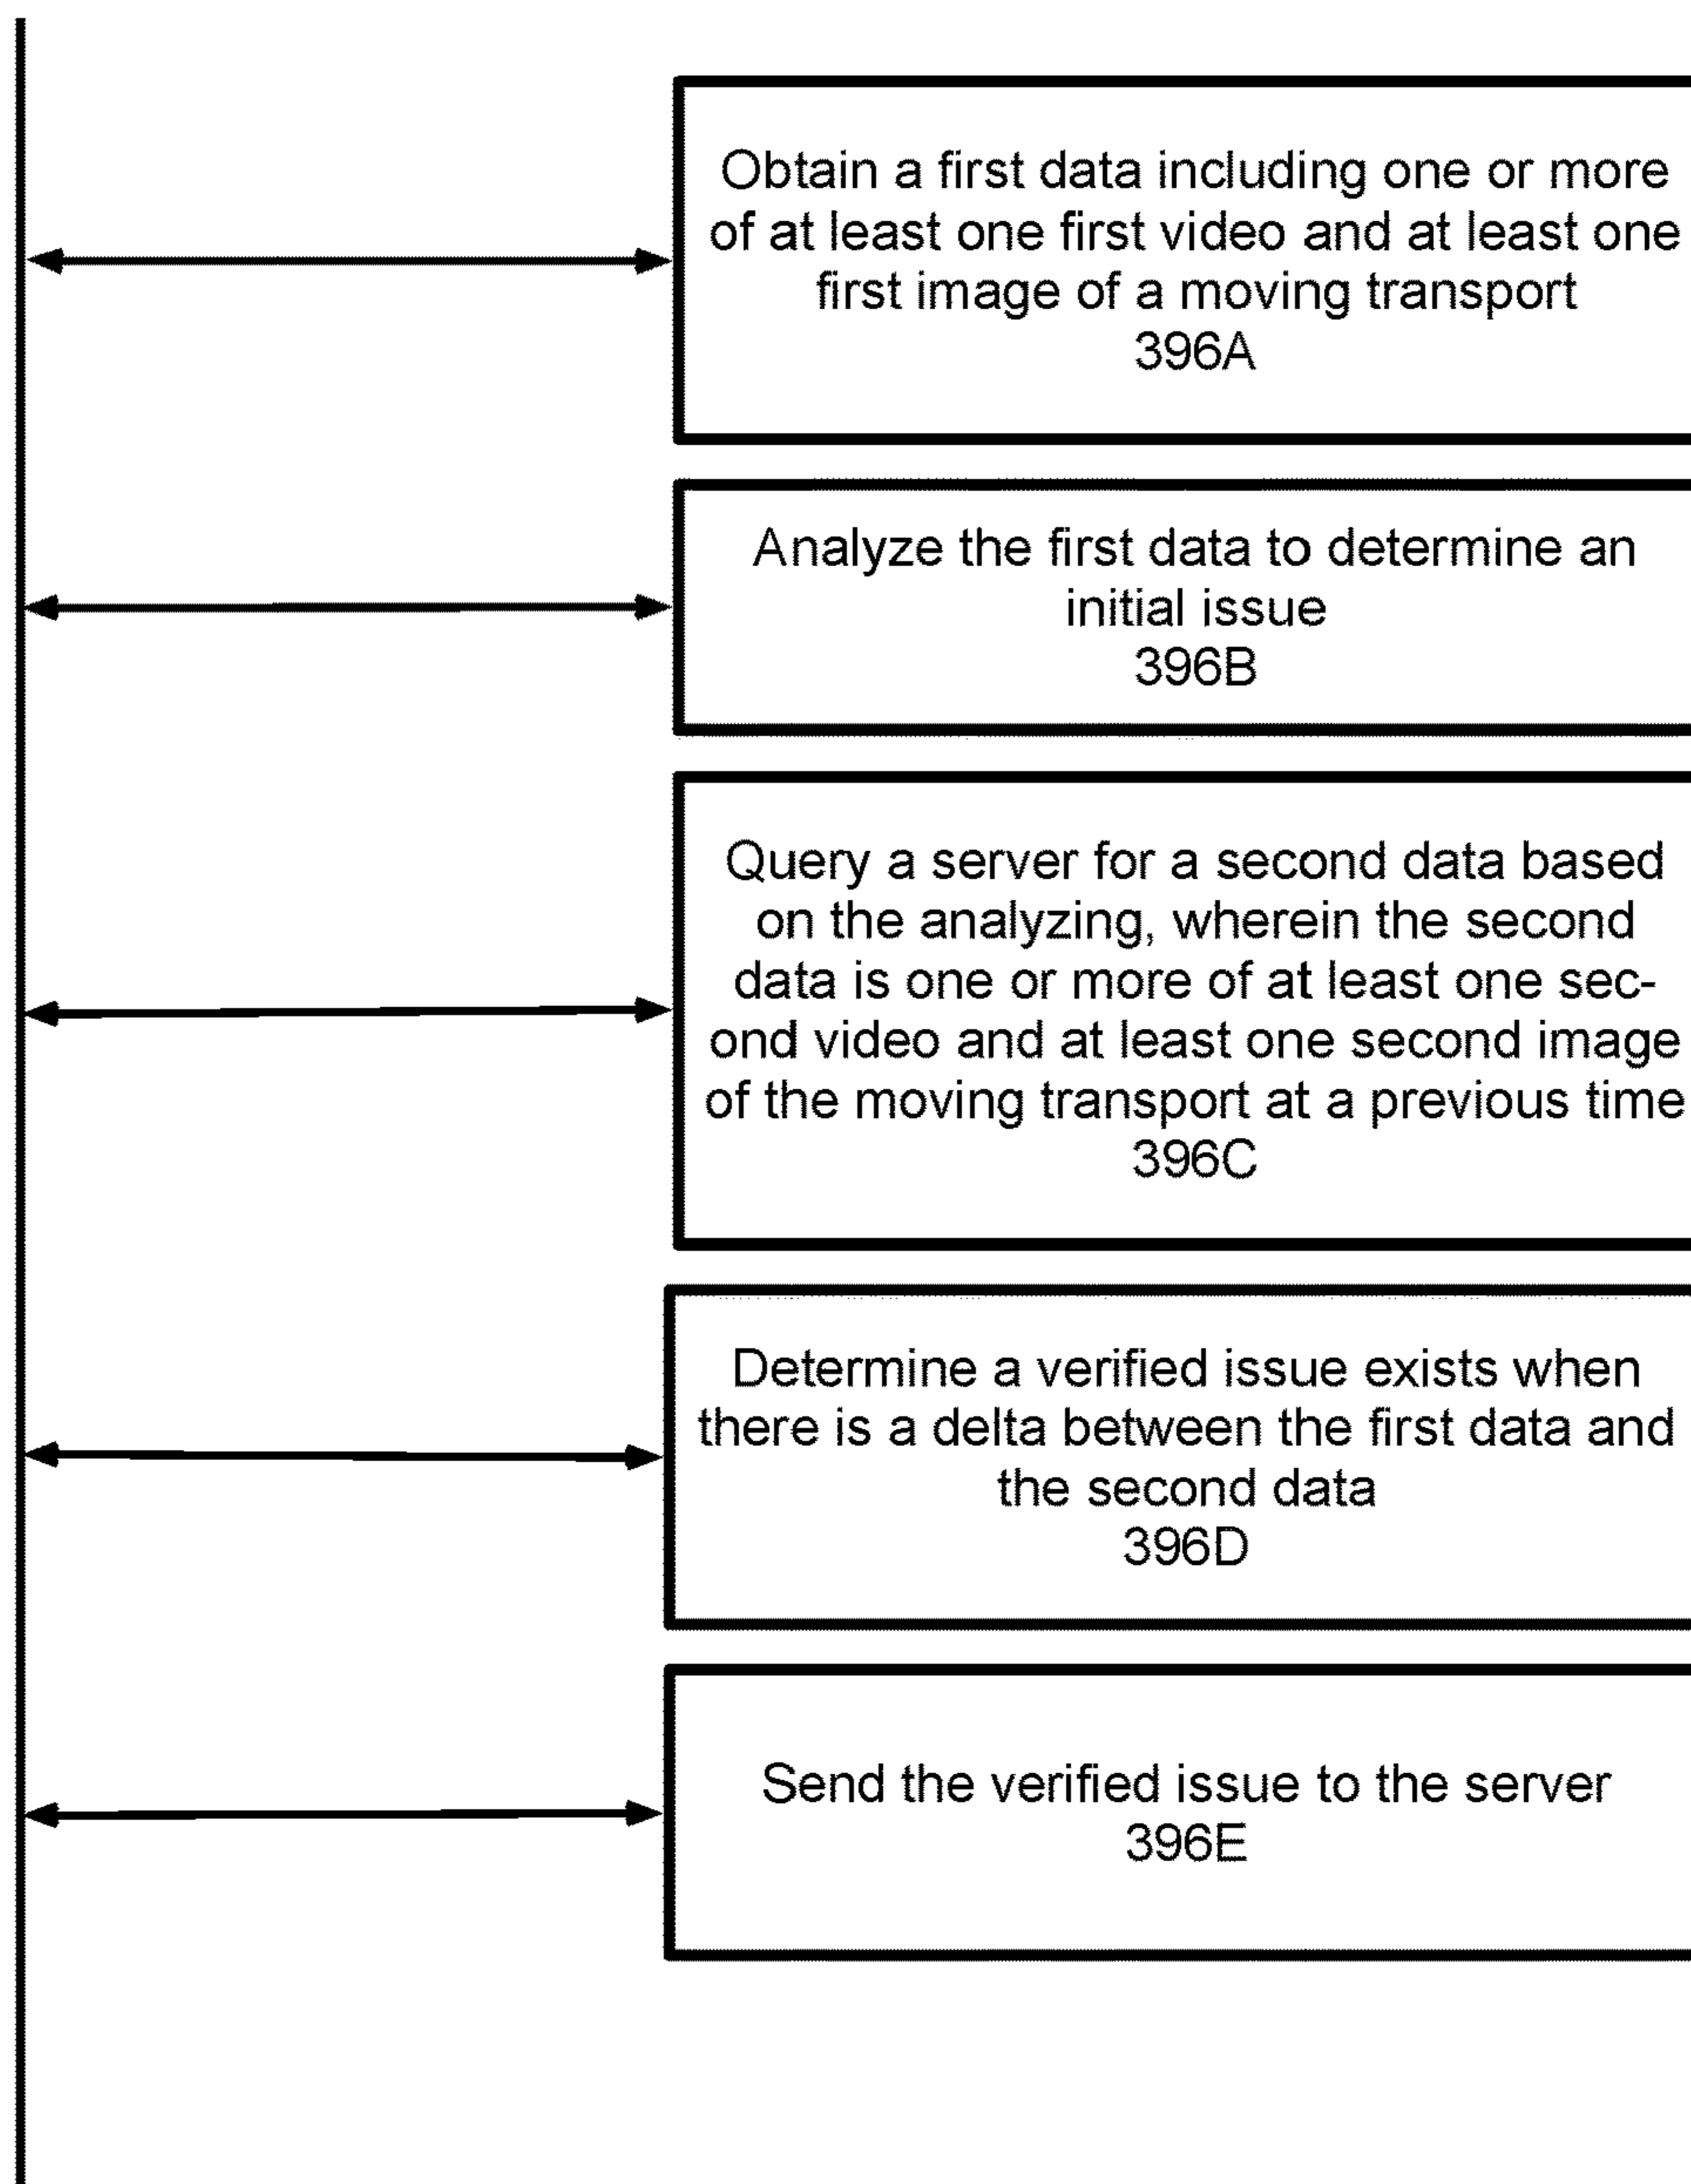 Obtain a first data including one or more
of at least one first video and at least one
first image of a moving transport
396A
Analyze the first data to determine an
initial issue
396B
Query a server for a second data based
on the analyzing, wherein the second
data is one or more of at least one sec-
ond video and at least one second image
of the moving transport at a previous time
396C
Determine a verified issue exists when
there is a delta between the first data and
the second data
396D
Send the verified issue to the server
396E